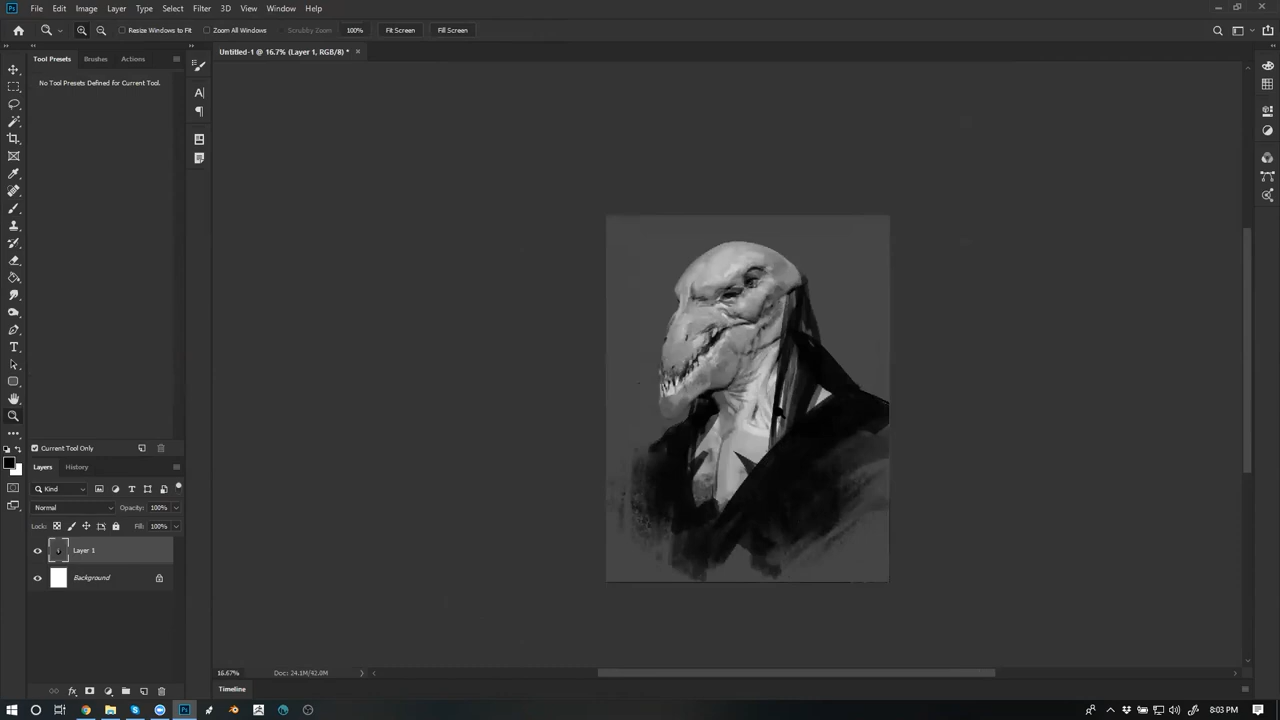 Ps File Edit Image Layer Type Select Filter 3D View Window Help
Resize Windows to Fit Zoom All Windows Scrubby Zoom 100% Fit Screen Fill Screen
Untitled-1 @ 16.7% (Layer 1, RGB/8) *
Tool Presets Brushes Actions
No Tool Presets Defined for Current Tool.
Current Tool Only
Layers History
Kind
Normal Opacity: 100%
Lock: Fill: 100%
Layer 1
Background
16.67% Doc: 24.1M/42.0M
Timeline
8:03 PM